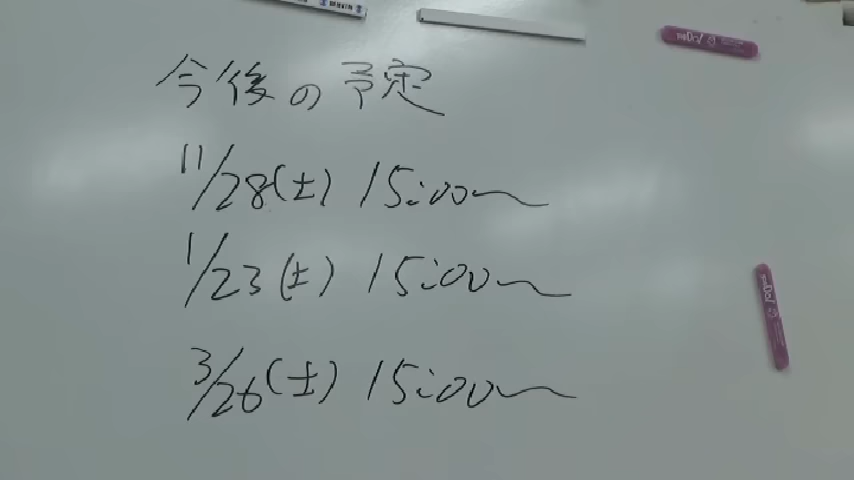 今後の予定
11/28(土) 15:00〜
1/23(土) 15:00〜
3/26(土) 15:00〜